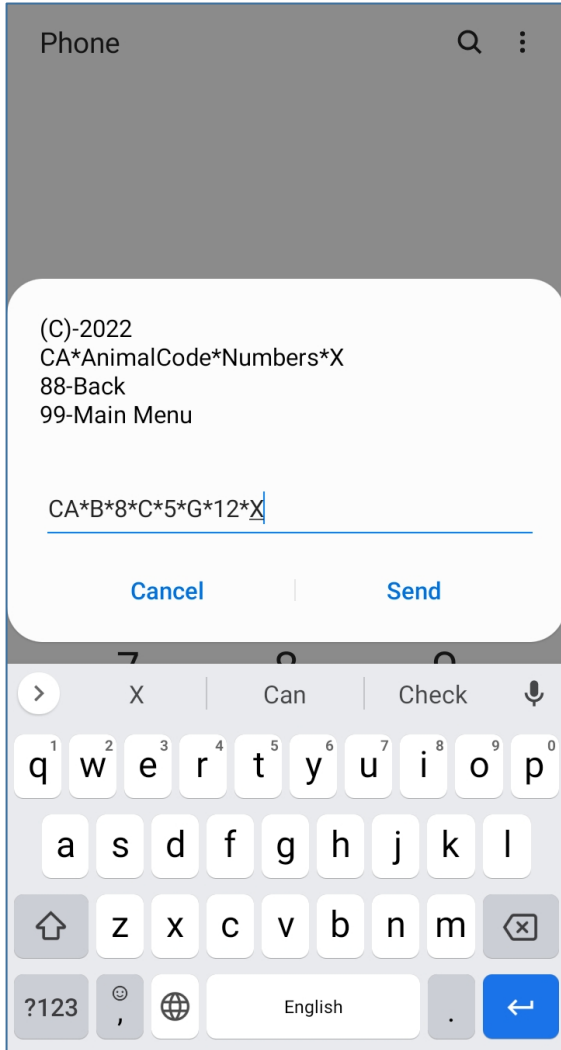 Phone
(C)-2022
CA*AnimalCode*Numbers*X
88-Back
99-Main Menu
CA*B*8*C*5*G*12*X
Cancel Send
X Can Check
1 2 3 4 5 6 7 8 9 0
q w e r t y u i o p
a s d f g h j k l
z x c v b n m
?123 , English .